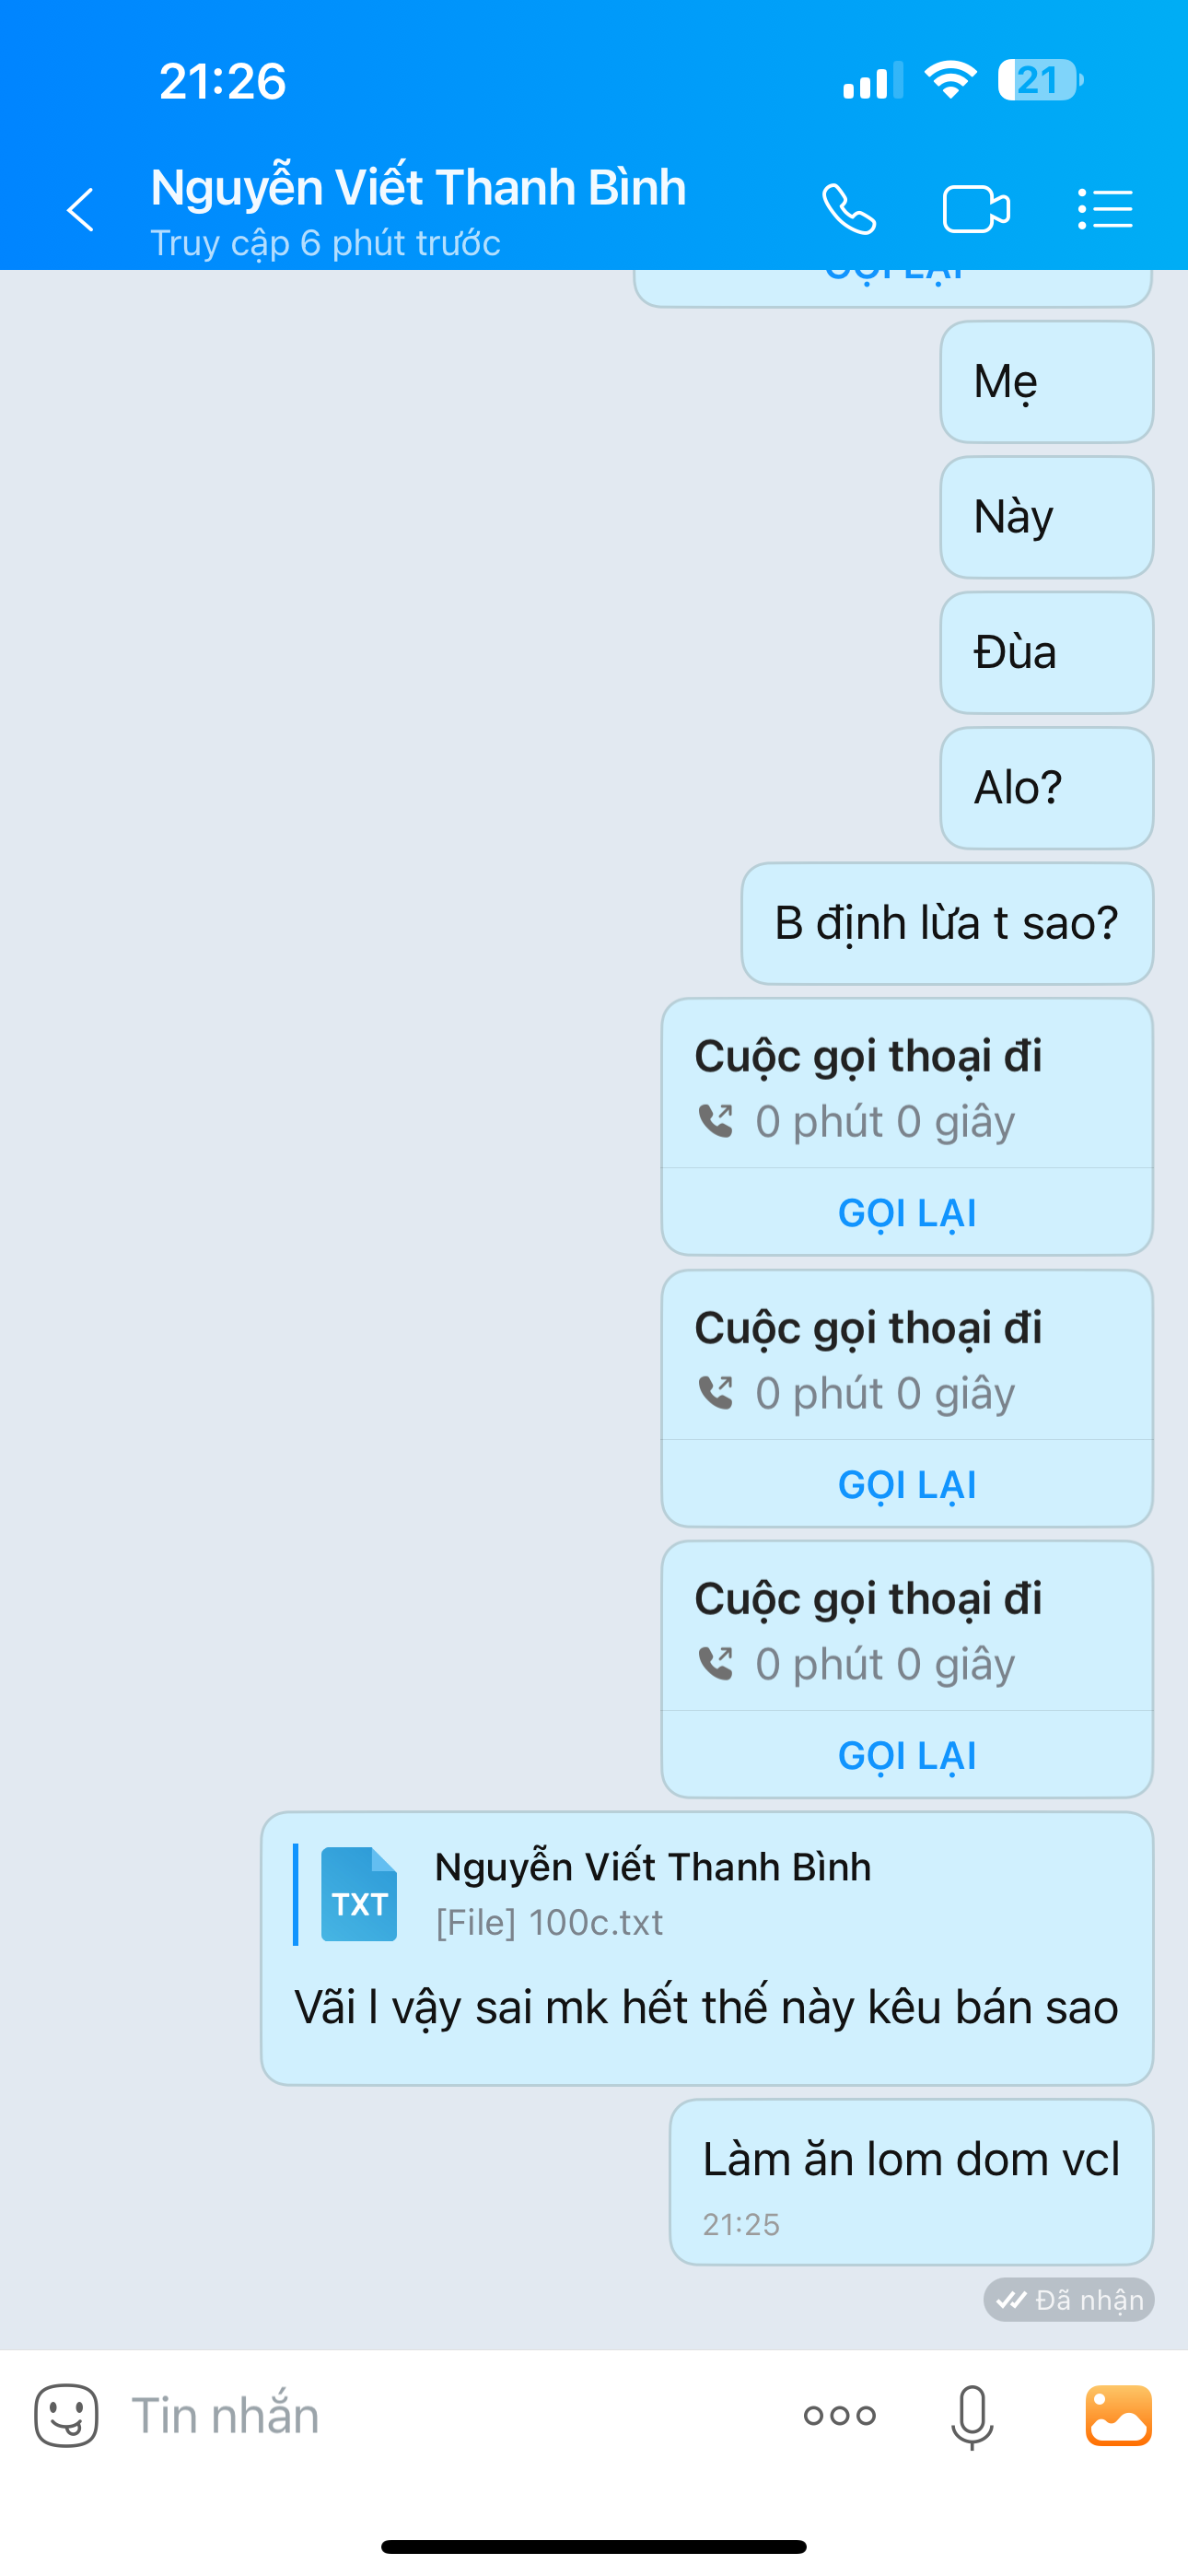 21:26
21
Nguyễn Viết Thanh Bình
Truy cập 6 phút trước
GỌI LẠI
Mẹ
Này
Đùa
Alo?
B định lừa t sao?
Cuộc gọi thoại đi
0 phút 0 giây
GỌI LẠI
Cuộc gọi thoại đi
0 phút 0 giây
GỌI LẠI
Cuộc gọi thoại đi
0 phút 0 giây
GỌI LẠI
Nguyễn Viết Thanh Bình
TXT
[File] 100c.txt
Vãi l vậy sai mk hết thế này kêu bán sao
Làm ăn lom dom vcl
21:25
Đã nhận
Tin nhắn